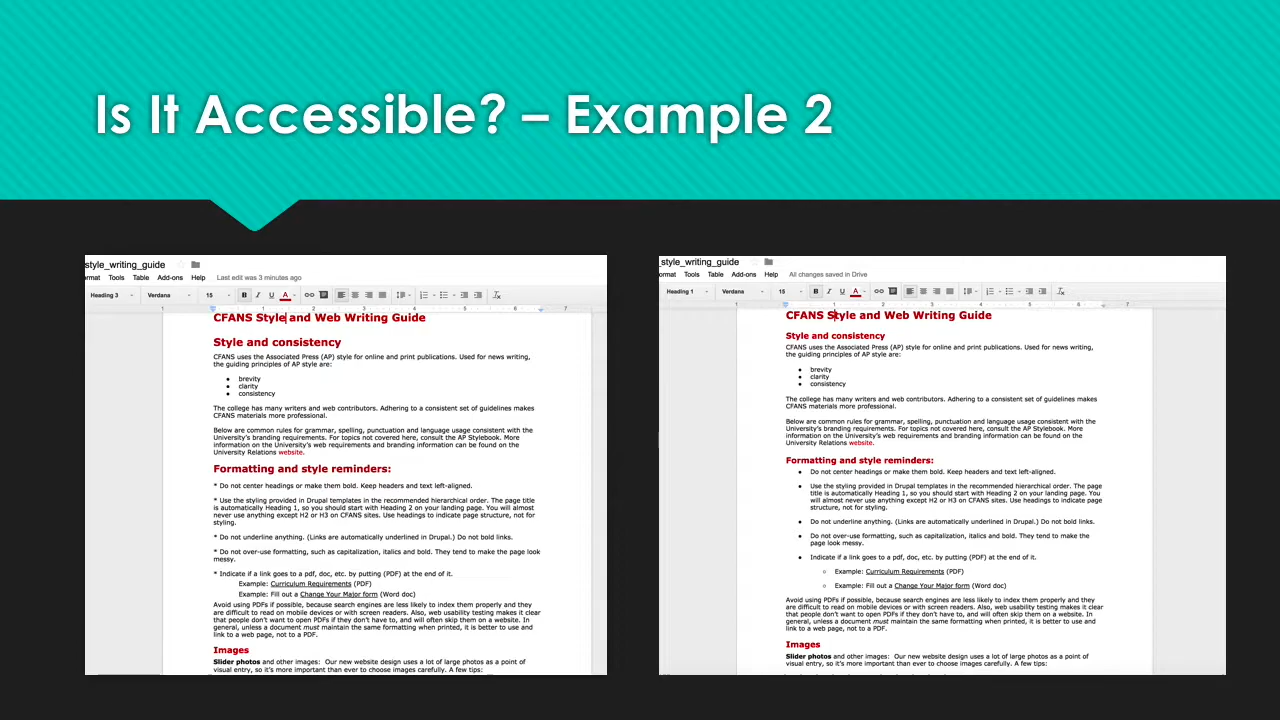 Is It Accessible? – Example 2
style_writing_guide
ormat Tools Table Add-ons Help Last edit was 3 minutes ago
Heading 3 Verdana 15 B I U A
1 1 2 3 4 5 6 7
CFANS Style and Web Writing Guide
Style and consistency
CFANS uses the Associated Press (AP) style for online and print publications. Used for news writing,
the guiding principles of AP style are:
● brevity
● clarity
● consistency
The college has many writers and web contributors. Adhering to a consistent set of guidelines makes
CFANS materials more professional.
Below are common rules for grammar, spelling, punctuation and language usage consistent with the
University's branding requirements. For topics not covered here, consult the AP Stylebook. More
information on the University's web requirements and branding information can be found on the
University Relations website.
Formatting and style reminders:
* Do not center headings or make them bold. Keep headers and text left-aligned.
* Use the styling provided in Drupal templates in the recommended hierarchical order. The page title
is automatically Heading 1, so you should start with Heading 2 on your landing page. You will almost
never use anything except H2 or H3 on CFANS sites. Use headings to indicate page structure, not for
styling.
* Do not underline anything. (Links are automatically underlined in Drupal.) Do not bold links.
* Do not over-use formatting, such as capitalization, italics and bold. They tend to make the page look
messy.
* Indicate if a link goes to a pdf, doc, etc. by putting (PDF) at the end of it.
Example: Curriculum Requirements (PDF)
Example: Fill out a Change Your Major form (Word doc)
Avoid using PDFs if possible, because search engines are less likely to index them properly and they
are difficult to read on mobile devices or with screen readers. Also, web usability testing makes it clear
that people don't want to open PDFs if they don't have to, and will often skip them on a website. In
general, unless a document must maintain the same formatting when printed, it is better to use and
link to a web page, not to a PDF.
Images
Slider photos and other images: Our new website design uses a lot of large photos as a point of
visual entry, so it's more important than ever to choose images carefully. A few tips:
_style_writing_guide
ormat Tools Table Add-ons Help All changes saved in Drive
Heading 1 Verdana 15 B I U A
1 1 2 3 4 5 6 7
CFANS Style and Web Writing Guide
Style and consistency
CFANS uses the Associated Press (AP) style for online and print publications. Used for news writing,
the guiding principles of AP style are:
● brevity
● clarity
● consistency
The college has many writers and web contributors. Adhering to a consistent set of guidelines makes
CFANS materials more professional.
Below are common rules for grammar, spelling, punctuation and language usage consistent with the
University's branding requirements. For topics not covered here, consult the AP Stylebook. More
information on the University's web requirements and branding information can be found on the
University Relations website.
Formatting and style reminders:
● Do not center headings or make them bold. Keep headers and text left-aligned.
● Use the styling provided in Drupal templates in the recommended hierarchical order. The page
title is automatically Heading 1, so you should start with Heading 2 on your landing page. You
will almost never use anything except H2 or H3 on CFANS sites. Use headings to indicate page
structure, not for styling.
● Do not underline anything. (Links are automatically underlined in Drupal.) Do not bold links.
● Do not over-use formatting, such as capitalization, italics and bold. They tend to make the
page look messy.
● Indicate if a link goes to a pdf, doc, etc. by putting (PDF) at the end of it.
○ Example: Curriculum Requirements (PDF)
○ Example: Fill out a Change Your Major form (Word doc)
Avoid using PDFs if possible, because search engines are less likely to index them properly and they
are difficult to read on mobile devices or with screen readers. Also, web usability testing makes it clear
that people don't want to open PDFs if they don't have to, and will often skip them on a website. In
general, unless a document must maintain the same formatting when printed, it is better to use and
link to a web page, not to a PDF.
Images
Slider photos and other images: Our new website design uses a lot of large photos as a point of
visual entry, so it's more important than ever to choose images carefully. A few tips: